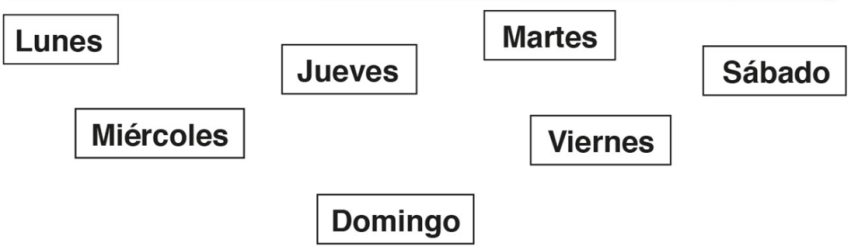 Lunes
Martes
Jueves
Sábado
Miércoles
Viernes
Domingo